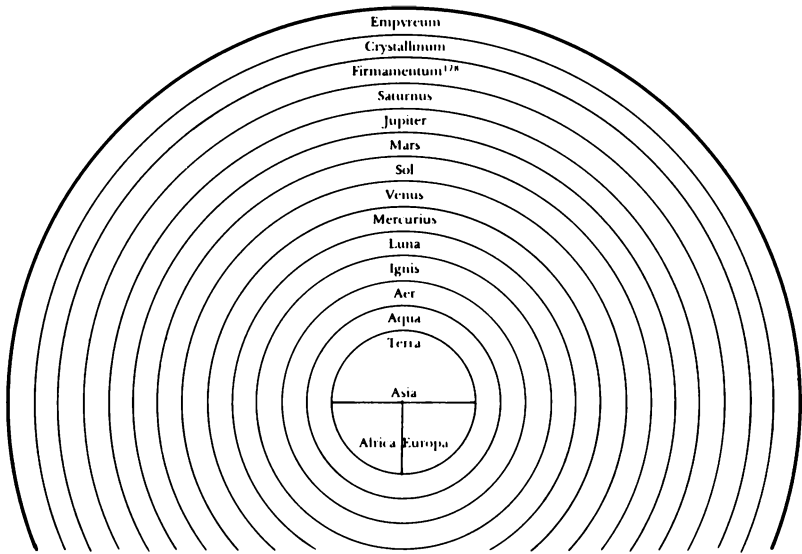 Empyreum
Crystallinum
Firmamentum¹⁷⁸
Saturnus
Jupiter
Mars
Sol
Venus
Mercurius
Luna
Ignis
Aer
Aqua
Terra
Asia
Africa Europa